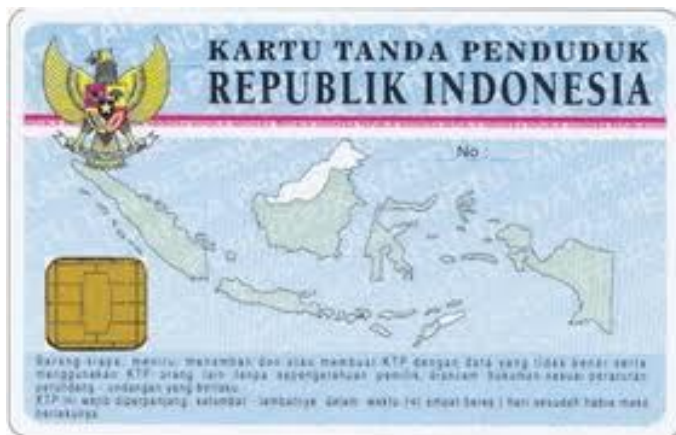 KARTU TANDA PENDUDUK
REPUBLIK INDONESIA
No :
Barang siapa, meniru, menambah dan atau membuat KTP dengan data yang tidak benar serta
menggunakan KTP orang lain tanpa sepengetahuan pemilik, diancam hukuman sesuai peraturan
perundang - undangan yang berlaku.
KTP ini wajib diperpanjang, selambat - lambatnya dalam waktu 14 ( empat belas ) hari sesudah habis masa
berlakunya.